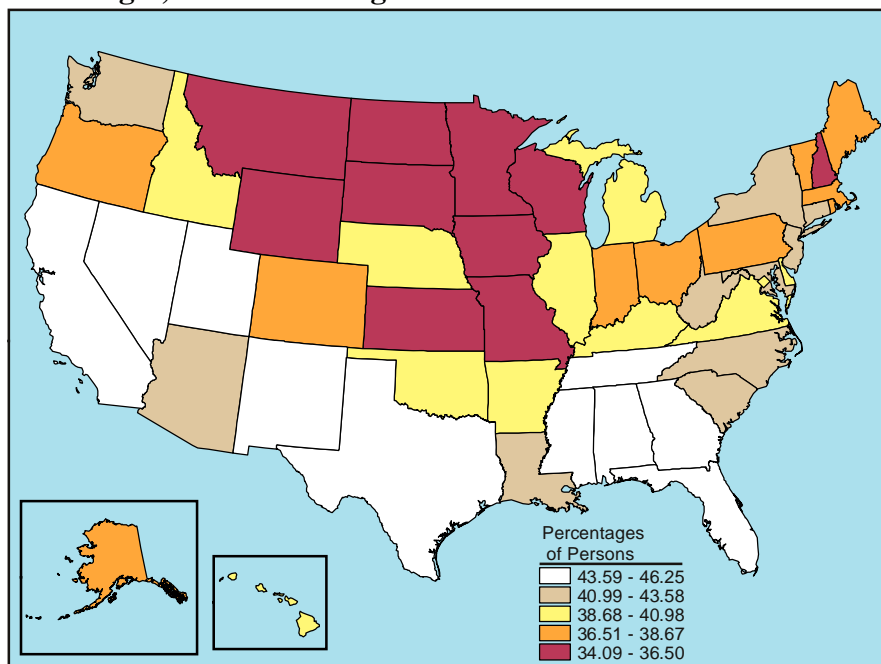 Percentages
of Persons
43.59 - 46.25
40.99 - 43.58
38.68 - 40.98
36.51 - 38.67
34.09 - 36.50